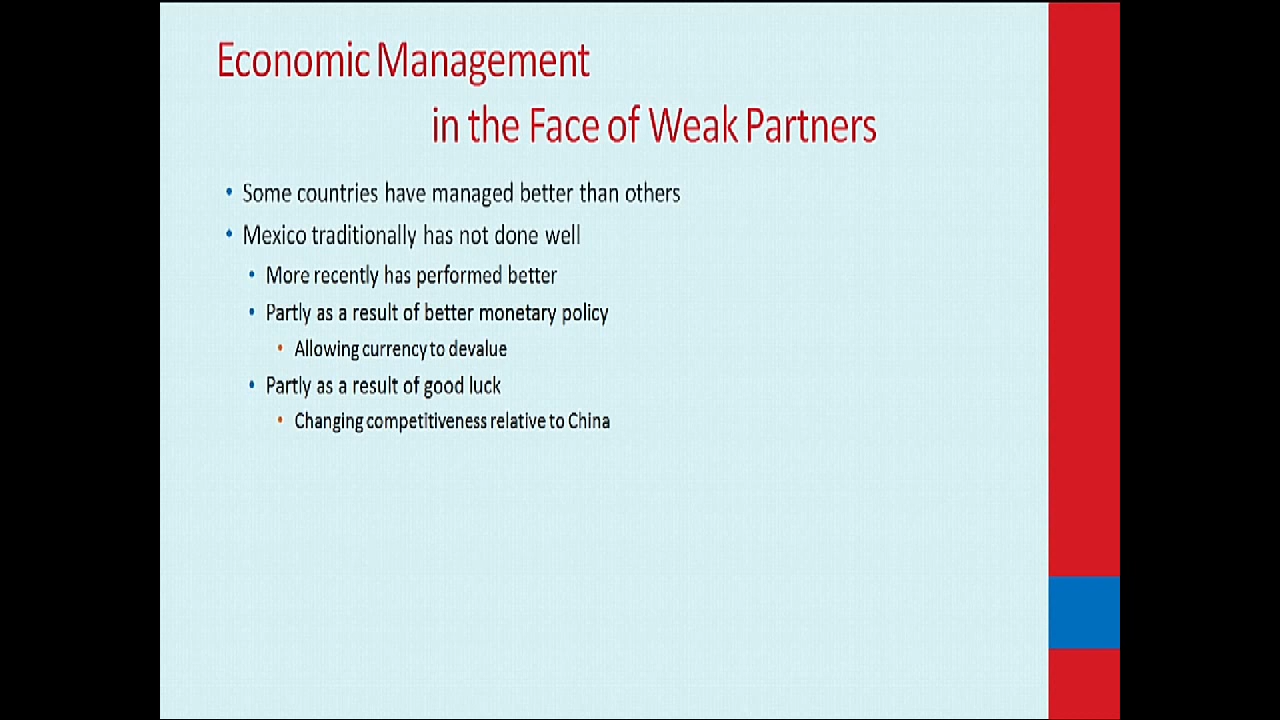 Economic Management
in the Face of Weak Partners
• Some countries have managed better than others
• Mexico traditionally has not done well
• More recently has performed better
• Partly as a result of better monetary policy
• Allowing currency to devalue
• Partly as a result of good luck
• Changing competitiveness relative to China